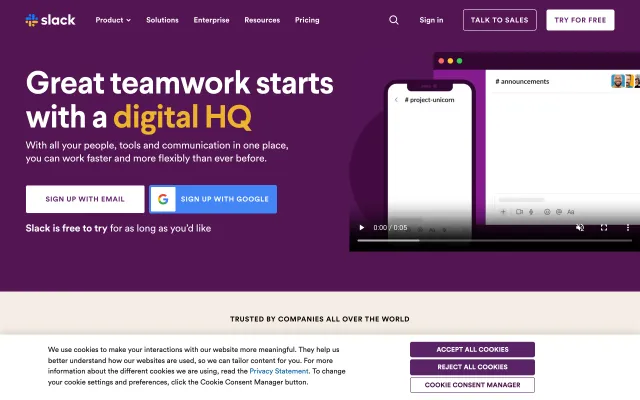 slack
Product Solutions Enterprise Resources Pricing Sign in TALK TO SALES TRY FOR FREE
Great teamwork starts
with a digital HQ
With all your people, tools and communication in one place,
you can work faster and more flexibly than ever before.
SIGN UP WITH EMAIL
SIGN UP WITH GOOGLE
Slack is free to try for as long as you'd like
# project-unicorn
# announcements
Aa
Aa
0:00 / 0:05
TRUSTED BY COMPANIES ALL OVER THE WORLD
We use cookies to make your interactions with our website more meaningful. They help us
better understand how our websites are used, so we can tailor content for you. For more
information about the different cookies we are using, read the Privacy Statement. To change
your cookie settings and preferences, click the Cookie Consent Manager button.
ACCEPT ALL COOKIES
REJECT ALL COOKIES
COOKIE CONSENT MANAGER